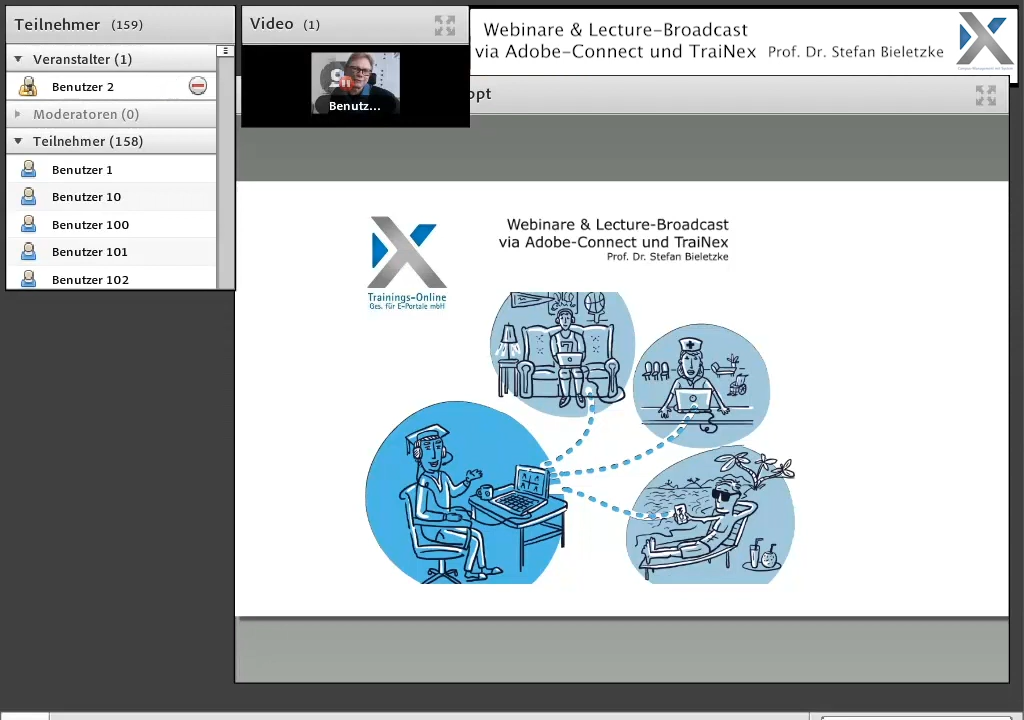 Teilnehmer (159)
Veranstalter (1)
Benutzer 2
Moderatoren (0)
Teilnehmer (158)
Benutzer 1
Benutzer 10
Benutzer 100
Benutzer 101
Benutzer 102
Video (1)
Benutz...
Webinare & Lecture-Broadcast
via Adobe-Connect und TraiNex Prof. Dr. Stefan Bieletzke
opt
Webinare & Lecture-Broadcast
via Adobe-Connect und TraiNex
Prof. Dr. Stefan Bieletzke
Trainings-Online
Ges. für E-Portale mbH